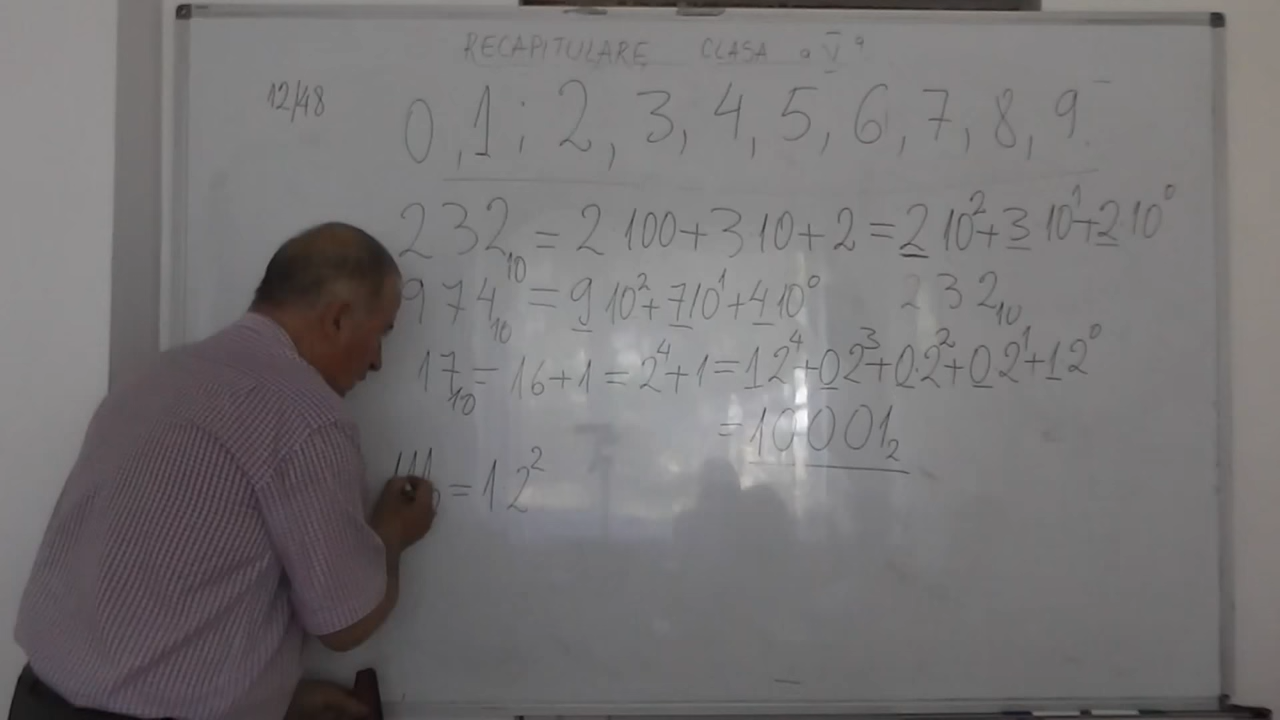 RECAPITULARE CLASA a V a
12/48
0, 1; 2, 3, 4, 5, 6, 7, 8, 9
232₁₀ = 2 100+3 10+2 = 2 10²+3 10¹+2 10⁰
974₁₀ = 9 10²+7 10¹+4 10⁰
232₁₀
17₁₀ = 16+1 = 2⁴+1 = 1 2⁴+0 2³+0·2²+0 2¹+1 2⁰
= 10001₂
111 = 1 2²